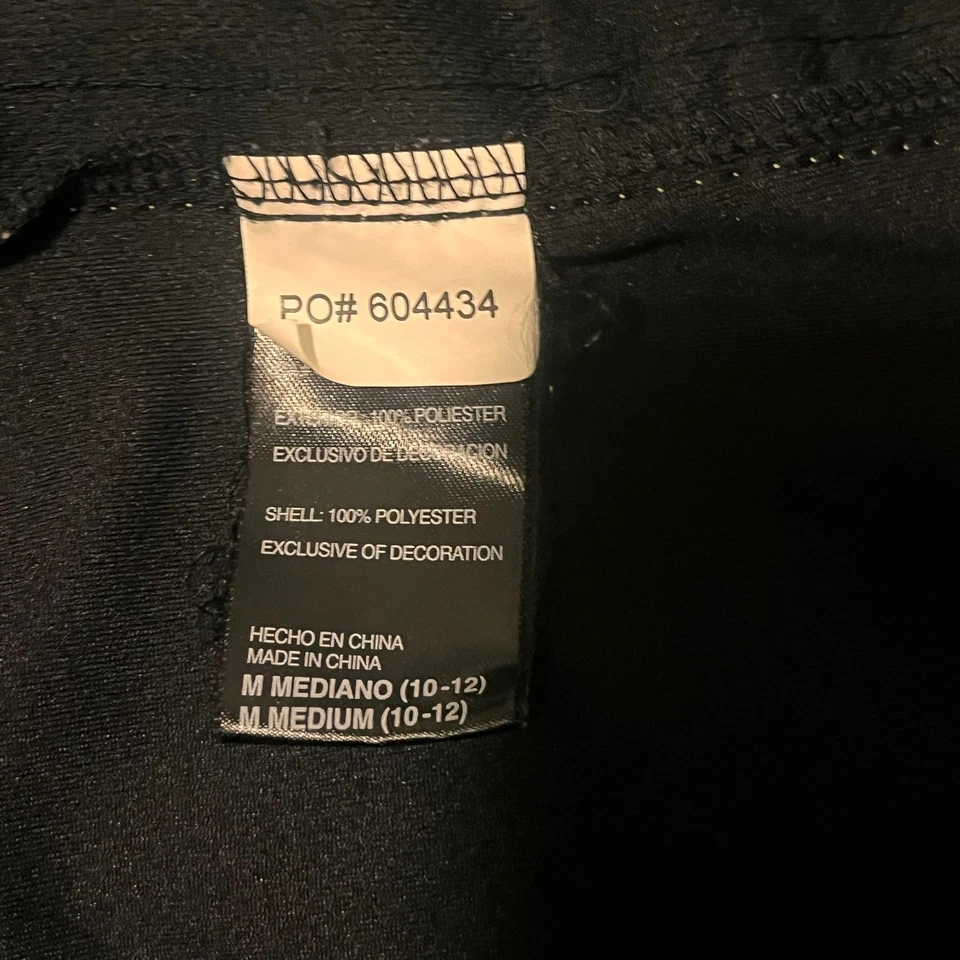 PO# 604434
100% POLIESTER
EXCLUSIVO DE DECORACION
SHELL: 100% POLYESTER
EXCLUSIVE OF DECORATION
HECHO EN CHINA
MADE IN CHINA
M MEDIANO (10-12)
M MEDIUM (10-12)